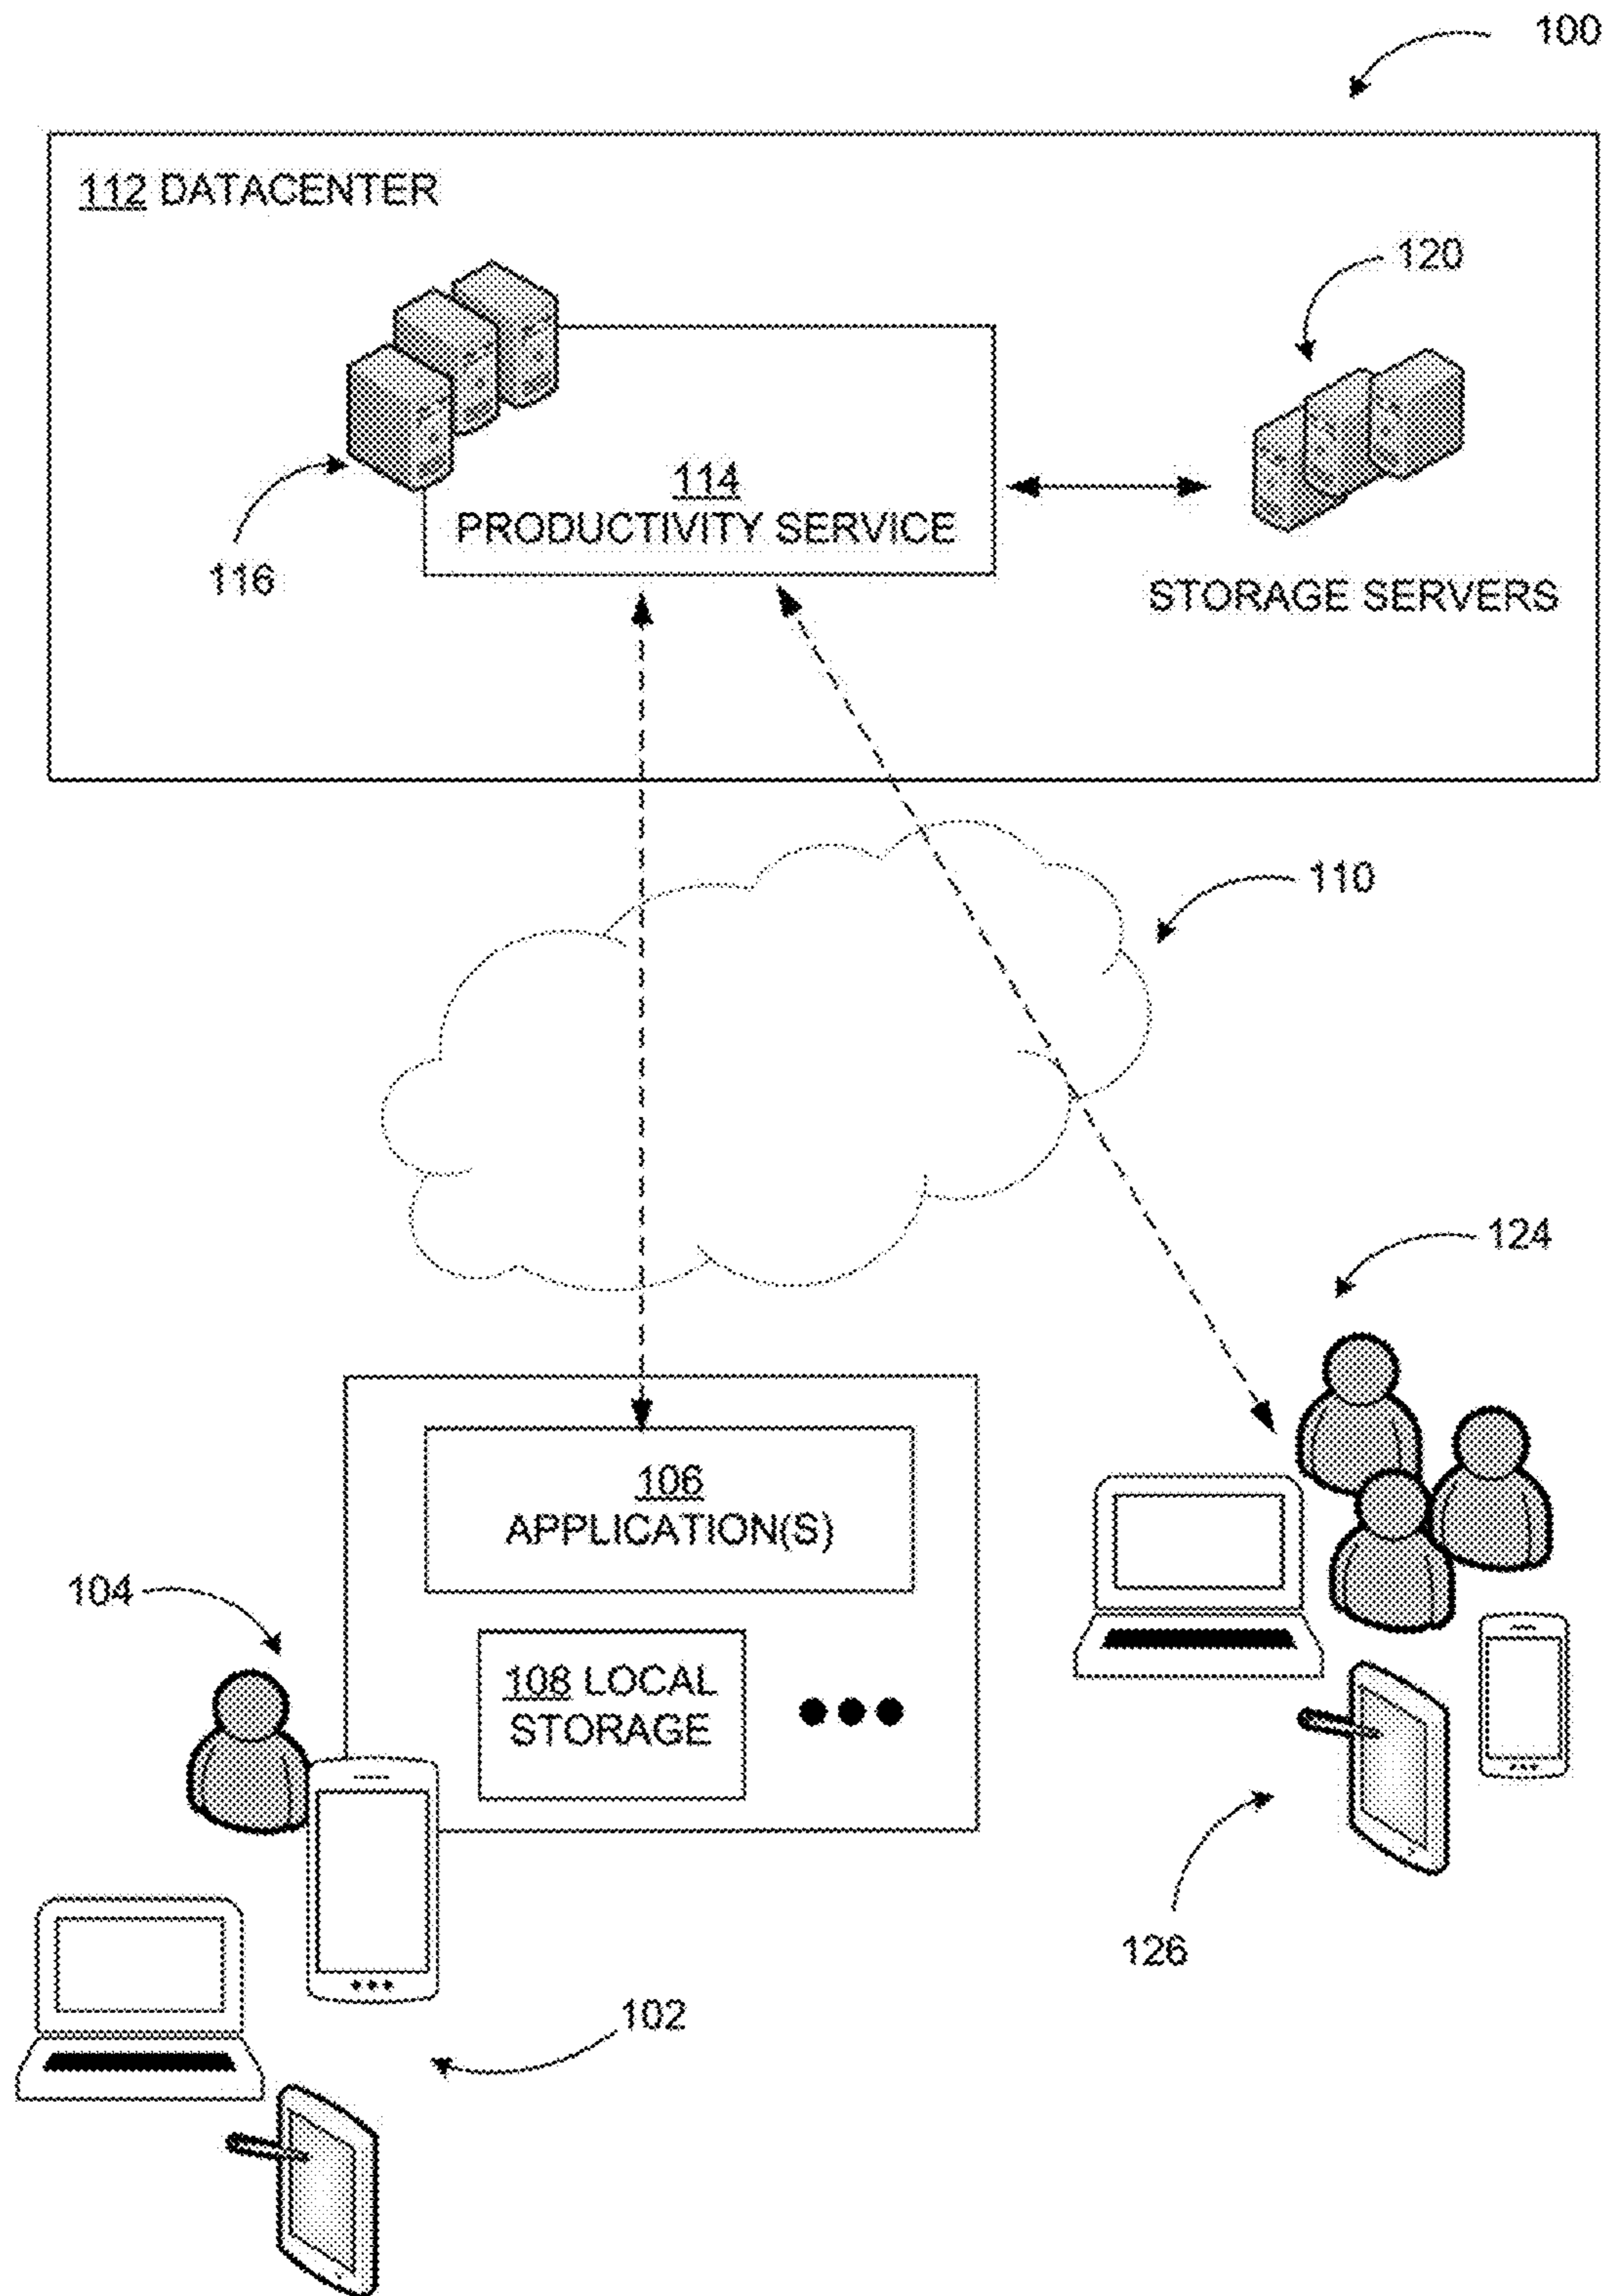 100
112 DATACENTER
120
114
PRODUCTIVITY SERVICE
116
STORAGE SERVERS
110
124
106
APPLICATION(S)
104
108 LOCAL
STORAGE
126
102